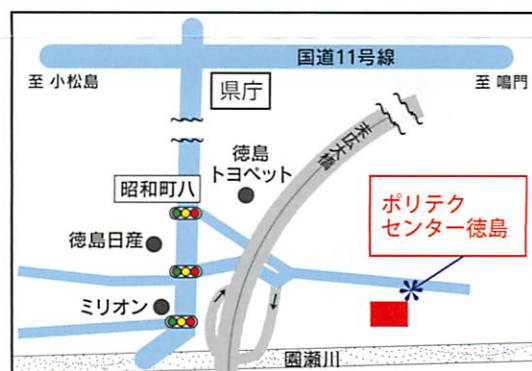 国道11号線
至 小松島
至 鳴門
県庁
末広大橋
徳島
トヨペット
昭和町八
ポリテク
センター徳島
徳島日産
ミリオン
園瀬川